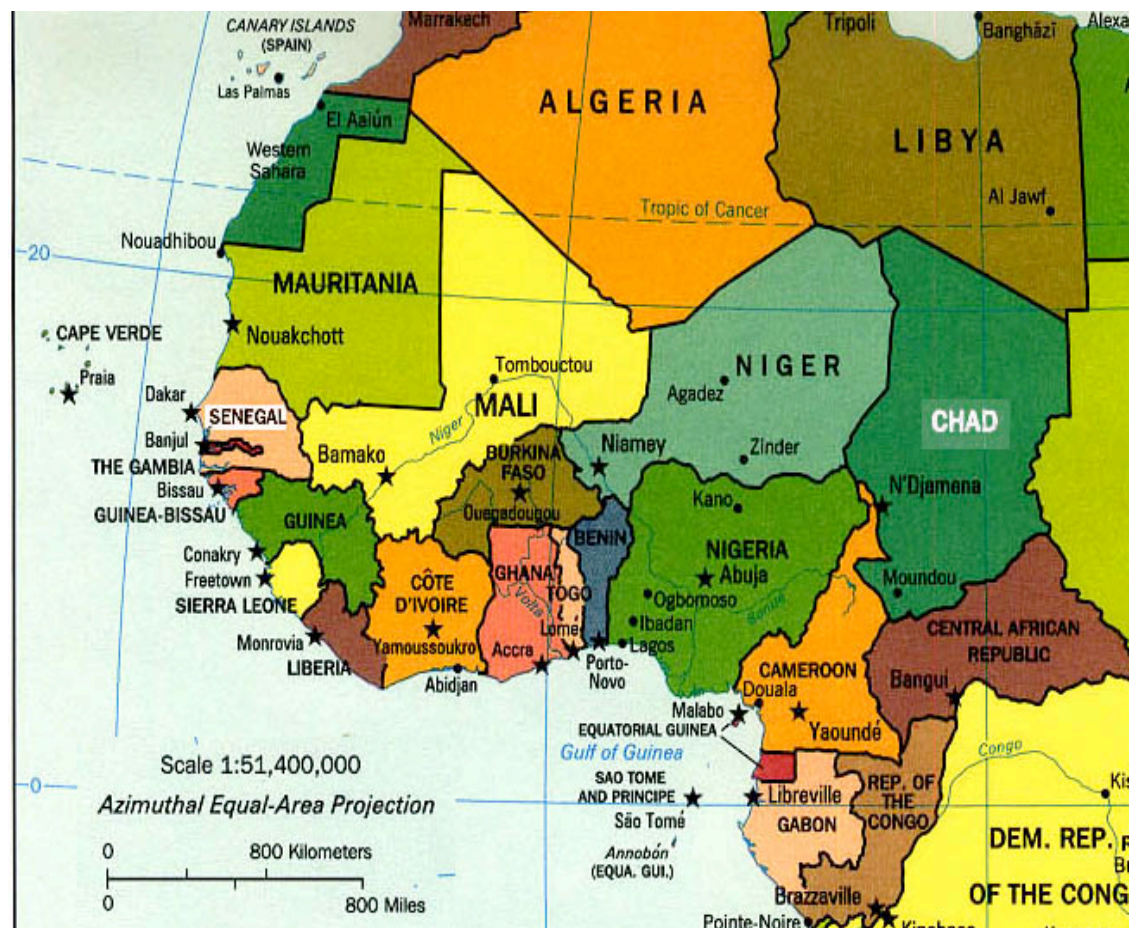 Marrakech
CANARY ISLANDS
(SPAIN)
Las Palmas
Tripoli
Banghāzī
Alexa
ALGERIA
LIBYA
El Aaiún
Western
Sahara
Al Jawf
Tropic of Cancer
Nouadhibou
20
MAURITANIA
Nouakchott
CAPE VERDE
Praia
Tombouctou
NIGER
Agadez
Dakar
SENEGAL
MALI
CHAD
Niger
Banjul
THE GAMBIA
Bamako
BURKINA
FASO
Niamey
Zinder
Bissau
GUINEA-BISSAU
N'Djamena
Kano
Ouagadougou
GUINEA
BENIN
NIGERIA
Abuja
Conakry
Freetown
SIERRA LEONE
CÔTE
D'IVOIRE
GHANA
TOGO
Volta
Moundou
Ogbomoso
Benue
Ibadan
Lagos
Monrovia
LIBERIA
Yamoussoukro
Abidjan
Accra
Lomé
Porto-
Novo
CENTRAL AFRICAN
REPUBLIC
Bangui
CAMEROON
Douala
Yaoundé
Malabo
EQUATORIAL GUINEA
Gulf of Guinea
Congo
Scale 1:51,400,000
Azimuthal Equal-Area Projection
0
SAO TOME
AND PRINCIPE
São Tomé
Libreville
GABON
REP. OF
THE
CONGO
Kis
Annobón
(EQUA. GUI.)
DEM. REP.
OF THE CONG
0
800 Kilometers
0
800 Miles
Brazzaville
Pointe-Noire
Kinshasa